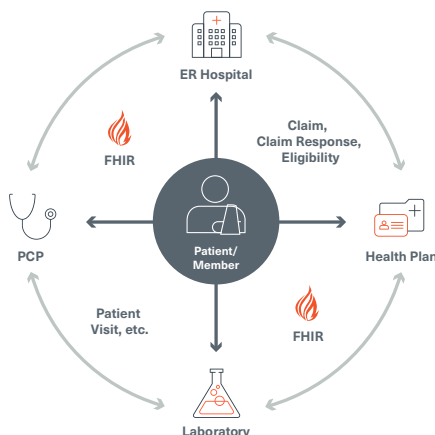 ER Hospital
Claim,
Claim Response,
Eligibility
FHIR
Patient/
Member
PCP
Health Plan
Patient
Visit, etc.
FHIR
Laboratory